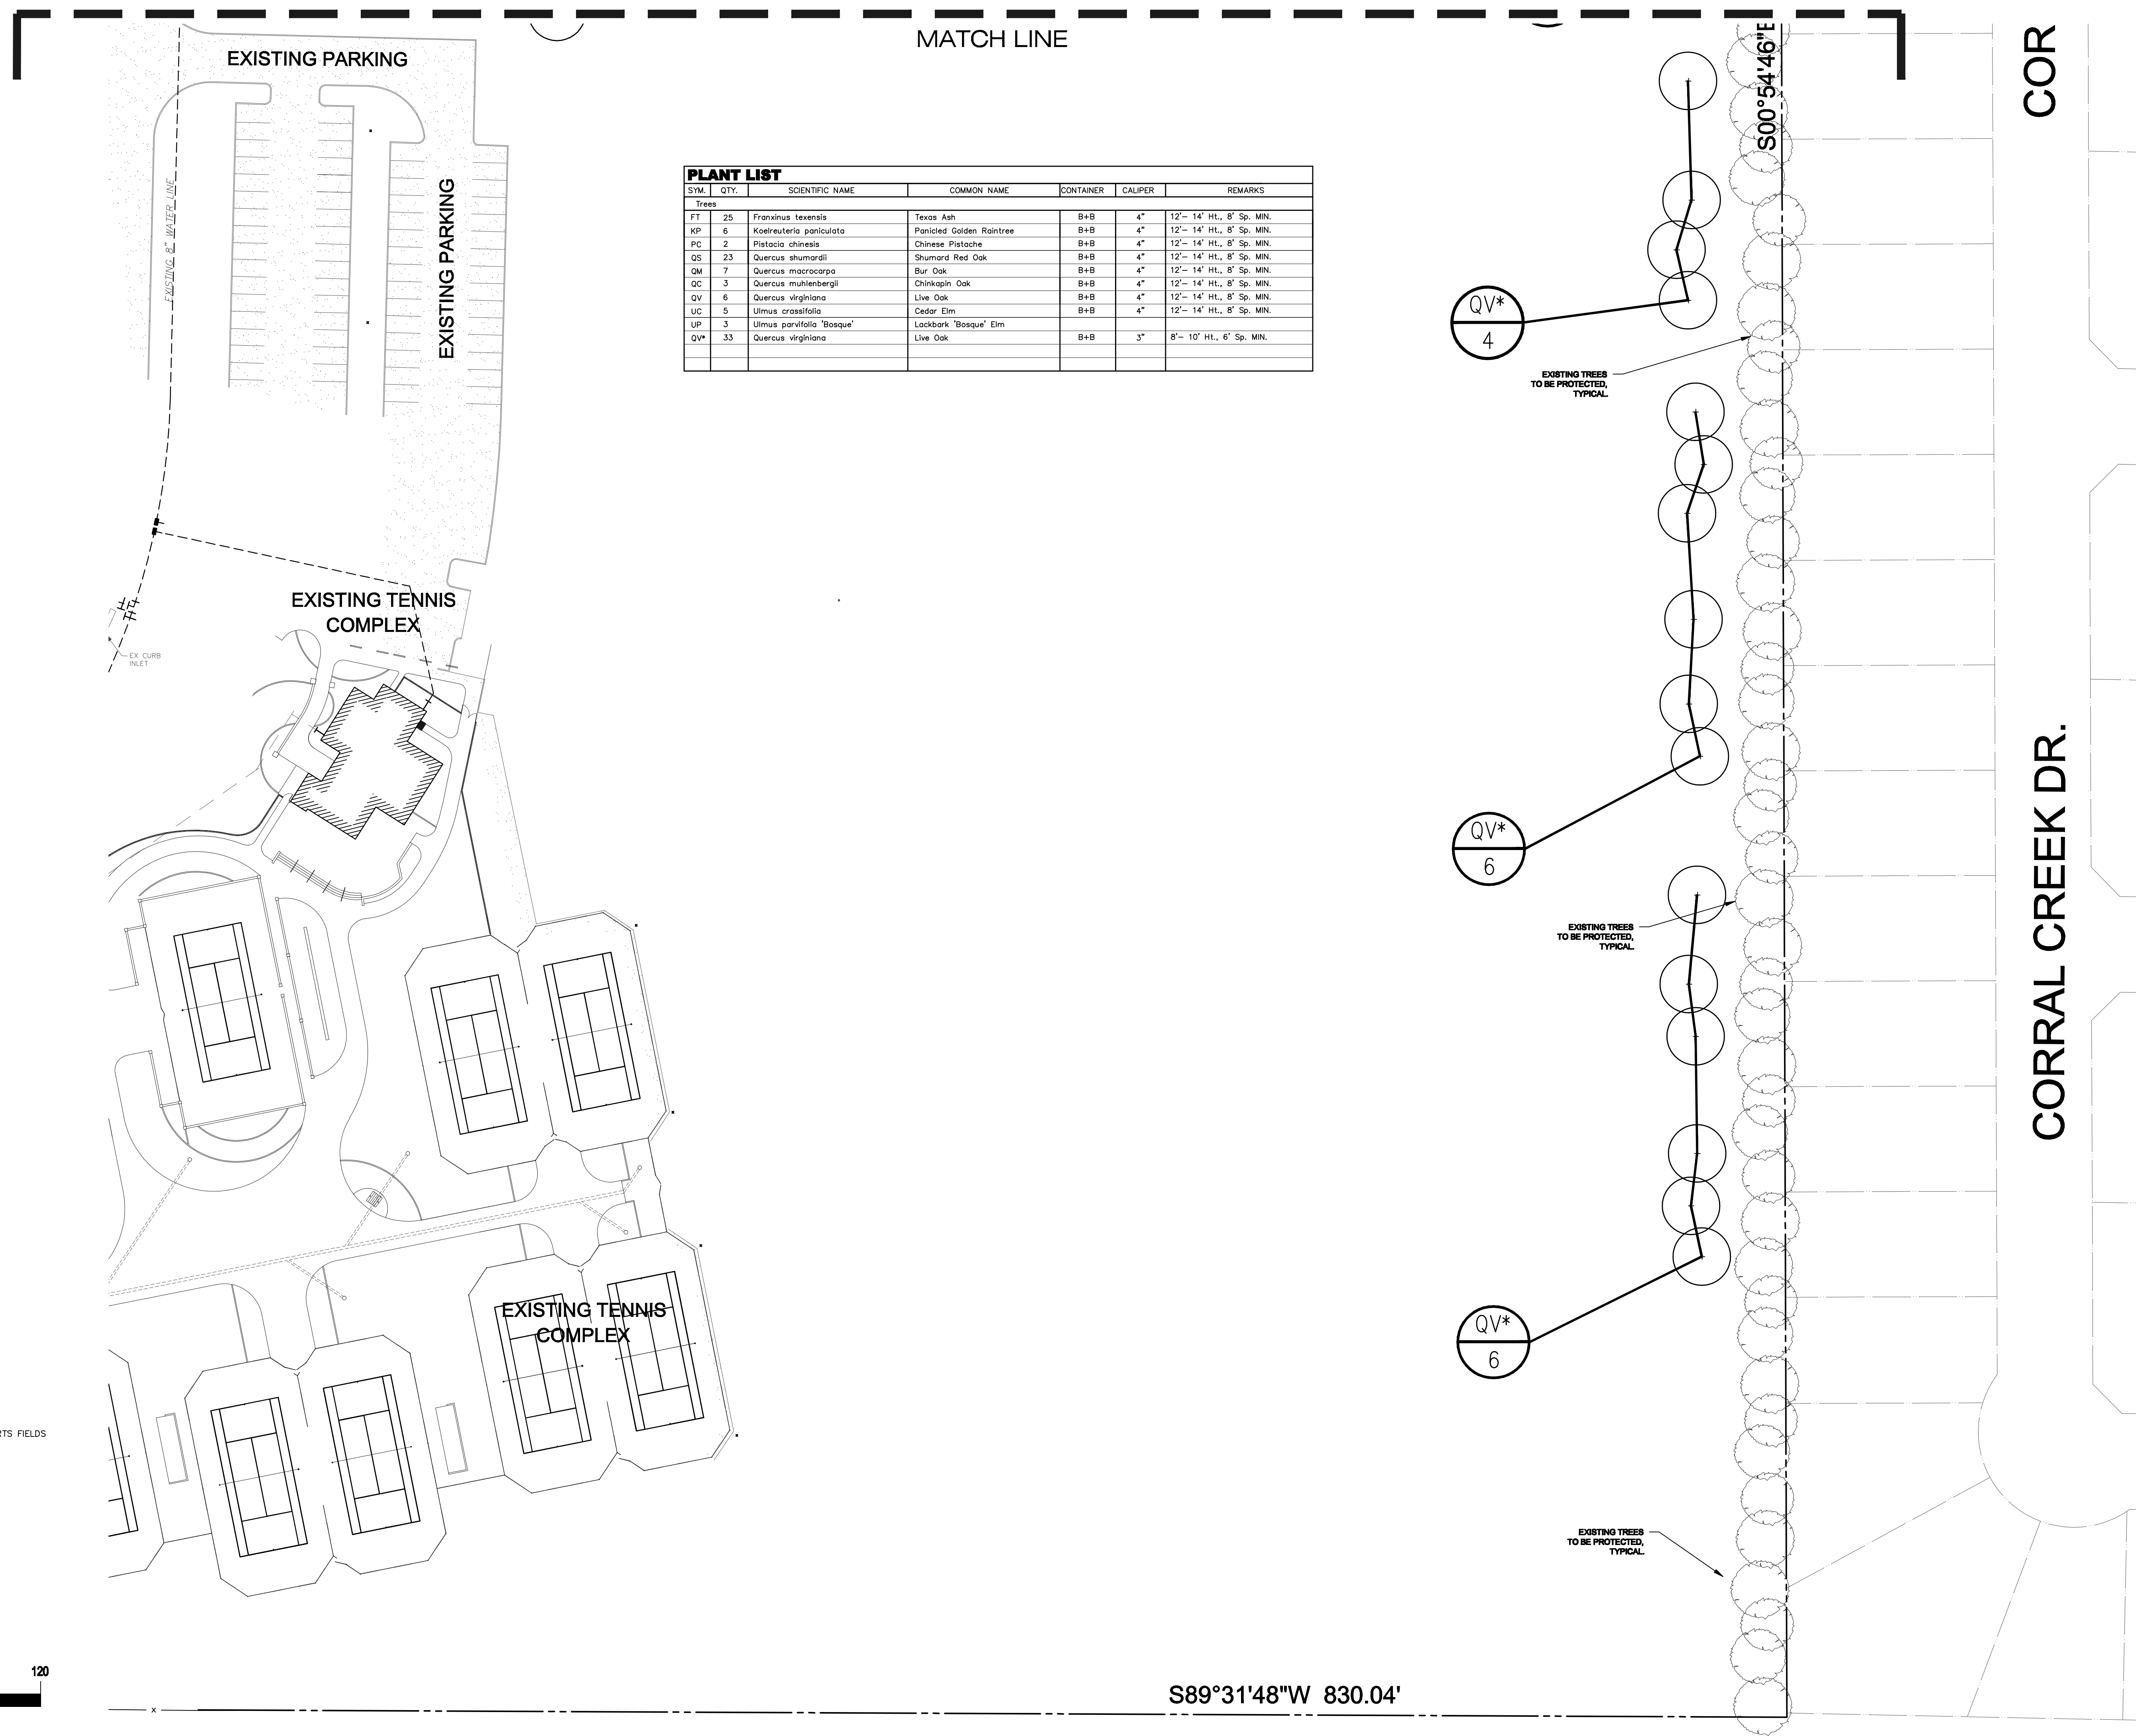 MATCH LINE
EXISTING PARKING
EXISTING PARKING
EXISTING 8" WATER LINE
PLANT LIST
SYM. QTY. SCIENTIFIC NAME COMMON NAME CONTAINER CALIPER REMARKS
Trees
FT 25 Franxinus texensis Texas Ash B+B 4" 12'– 14' Ht., 8' Sp. MIN.
KP 6 Koelreuteria paniculata Panicled Golden Raintree B+B 4" 12'– 14' Ht., 8' Sp. MIN.
PC 2 Pistacia chinesis Chinese Pistache B+B 4" 12'– 14' Ht., 8' Sp. MIN.
QS 23 Quercus shumardii Shumard Red Oak B+B 4" 12'– 14' Ht., 8' Sp. MIN.
QM 7 Quercus macrocarpa Bur Oak B+B 4" 12'– 14' Ht., 8' Sp. MIN.
QC 3 Quercus muhlenbergii Chinkapin Oak B+B 4" 12'– 14' Ht., 8' Sp. MIN.
QV 6 Quercus virginiana Live Oak B+B 4" 12'– 14' Ht., 8' Sp. MIN.
UC 5 Ulmus crassifolia Cedar Elm B+B 4" 12'– 14' Ht., 8' Sp. MIN.
UP 3 Ulmus parvifolia 'Bosque' Lackbark 'Bosque' Elm
QV* 33 Quercus virginiana Live Oak B+B 3" 8'– 10' Ht., 6' Sp. MIN.
S00°54'46"E
COR
QV*
4
EXISTING TREES
TO BE PROTECTED,
TYPICAL.
EXISTING TENNIS
COMPLEX
EX CURB
INLET
QV*
6
CORRAL CREEK DR.
EXISTING TREES
TO BE PROTECTED,
TYPICAL.
EXISTING TENNIS
COMPLEX
QV*
6
RTS FIELDS
EXISTING TREES
TO BE PROTECTED,
TYPICAL.
120
S89°31'48"W 830.04'
x